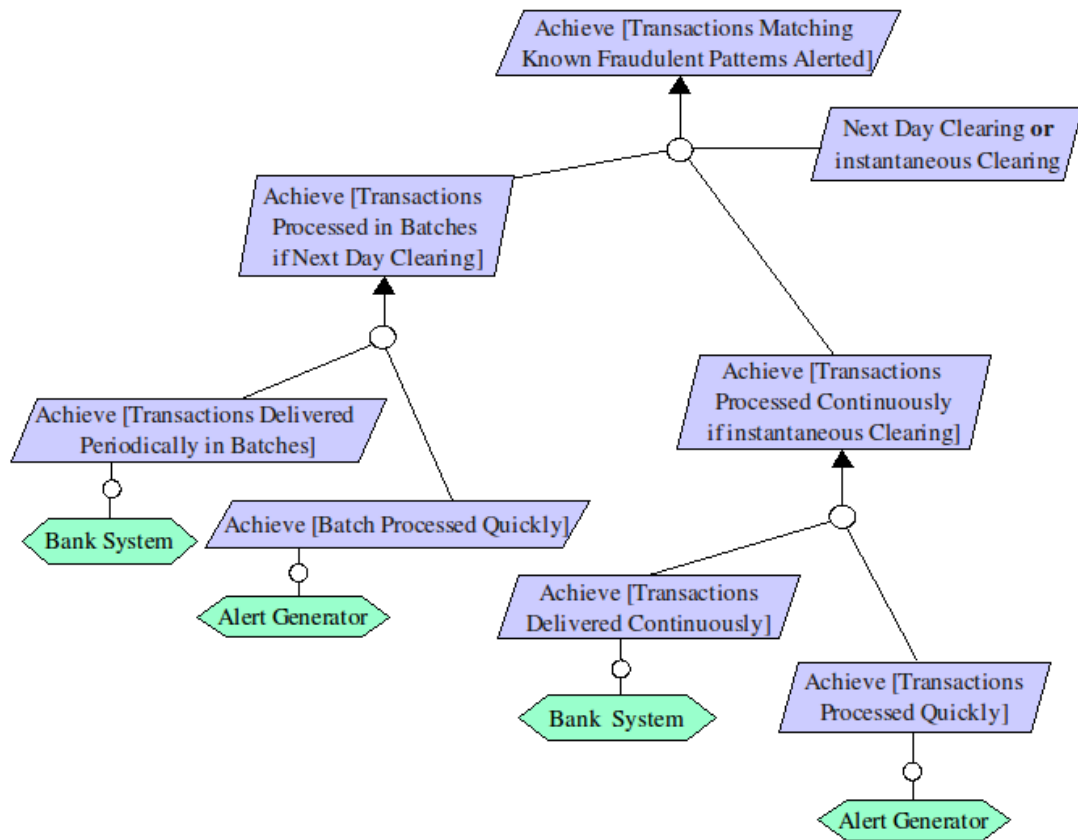 Achieve [Transactions Matching
Known Fraudulent Patterns Alerted]
Next Day Clearing or
instantaneous Clearing
Achieve [Transactions
Processed in Batches
if Next Day Clearing]
Achieve [Transactions
Processed Continuously
if instantaneous Clearing]
Achieve [Transactions Delivered
Periodically in Batches]
Bank System
Achieve [Batch Processed Quickly]
Alert Generator
Achieve [Transactions
Delivered Continuously]
Bank System
Achieve [Transactions
Processed Quickly]
Alert Generator